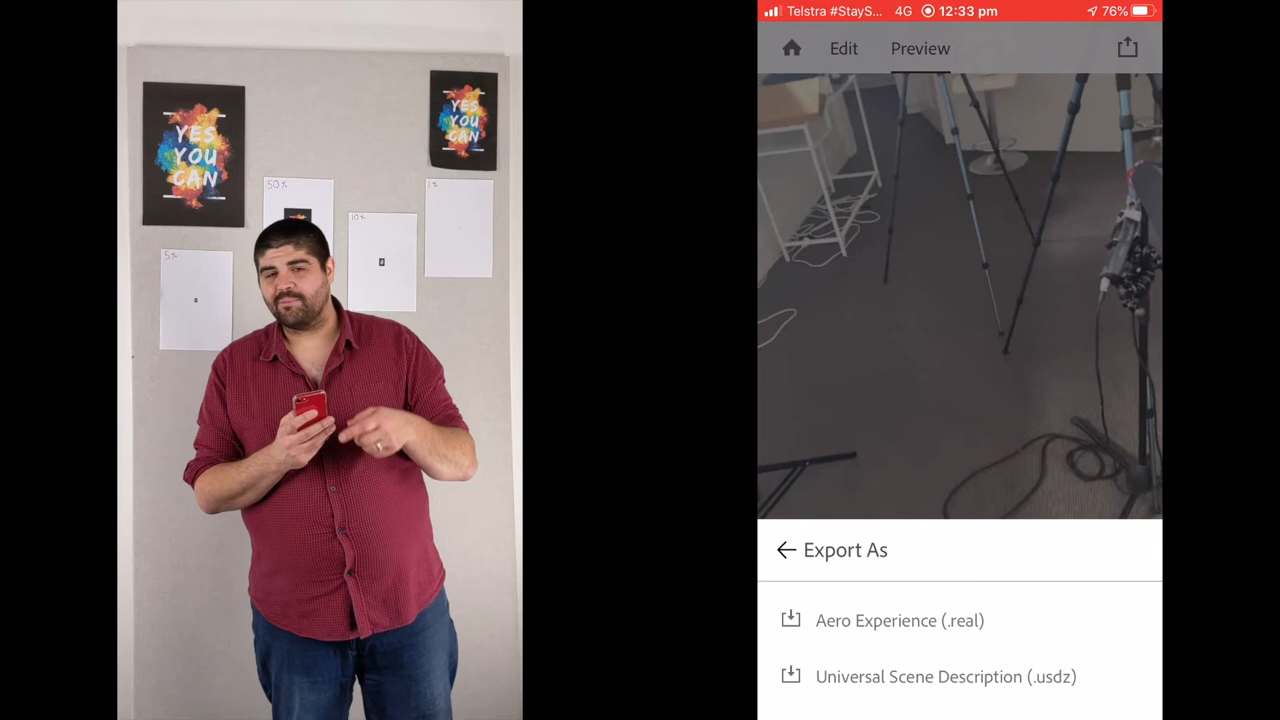 YES
YOU
CAN
YES
YOU
CAN
50%
10%
1%
5%
Telstra #StayS... 4G 12:33 pm 76%
Edit Preview
Export As
Aero Experience (.real)
Universal Scene Description (.usdz)